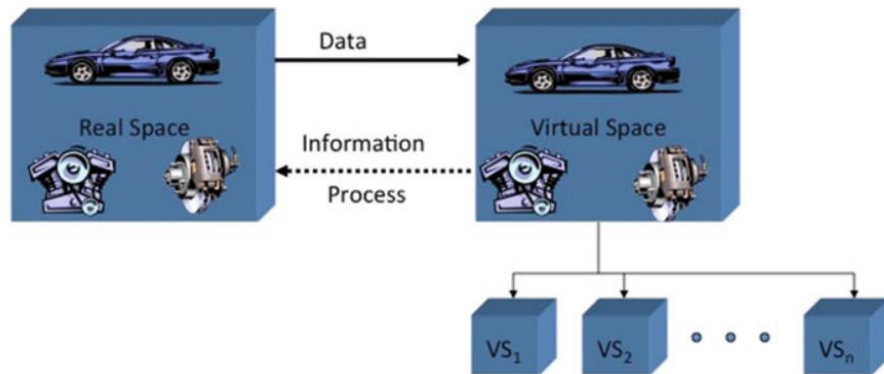 Data
Real Space
Virtual Space
Information
Process
VS₁
VS₂
VSₙ